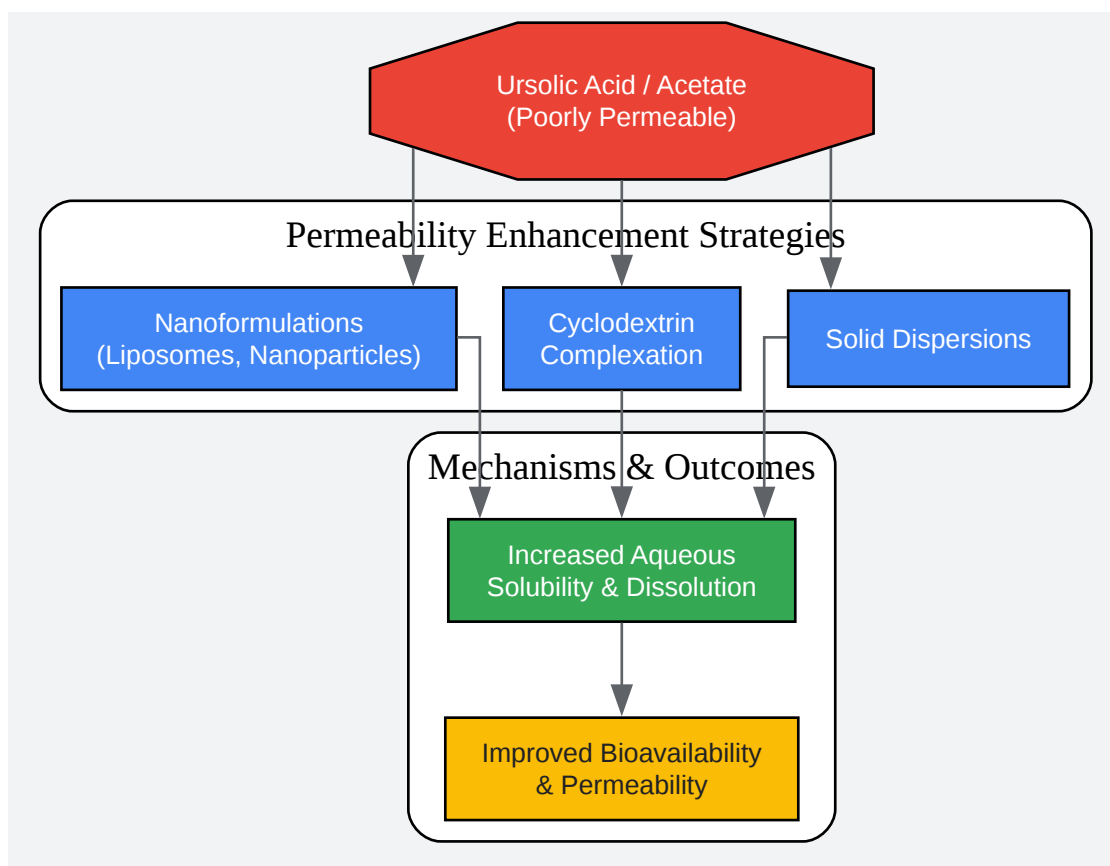 Ursolic Acid / Acetate
(Poorly Permeable)
Permeability Enhancement Strategies
Nanoformulations
(Liposomes, Nanoparticles)
Cyclodextrin
Complexation
Solid Dispersions
Mechanisms & Outcomes
Increased Aqueous
Solubility & Dissolution
Improved Bioavailability
& Permeability